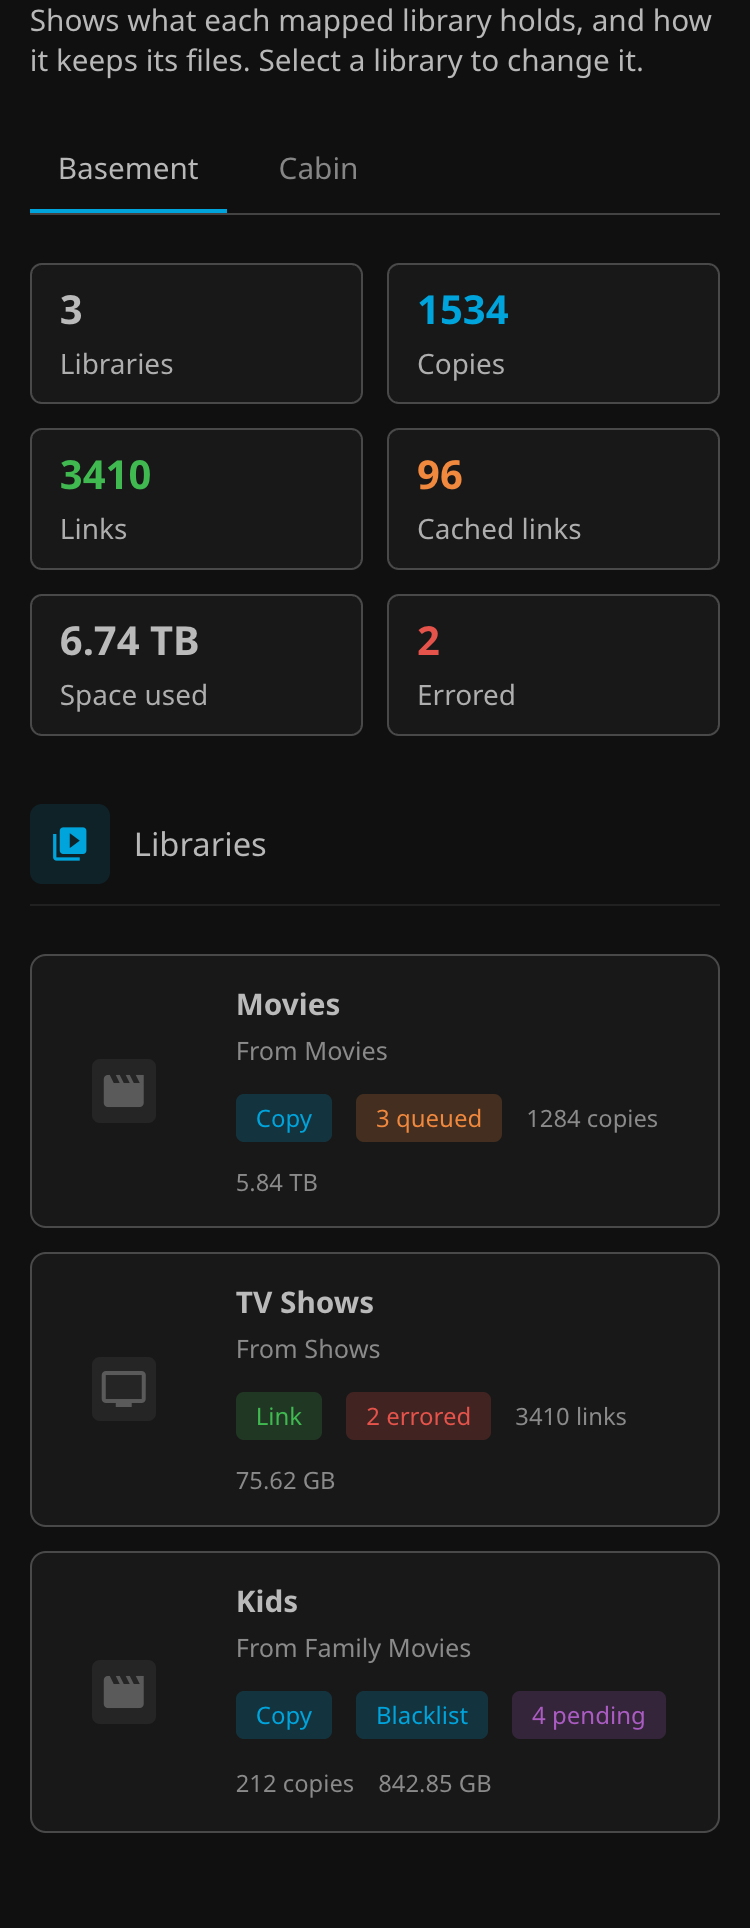 Shows what each mapped library holds, and how
it keeps its files. Select a library to change it.
Basement
Cabin
3
Libraries
1534
Copies
3410
Links
96
Cached links
6.74 TB
Space used
2
Errored
Libraries
Movies
From Movies
Copy
3 queued
1284 copies
5.84 TB
TV Shows
From Shows
Link
2 errored
3410 links
75.62 GB
Kids
From Family Movies
Copy
Blacklist
4 pending
212 copies
842.85 GB